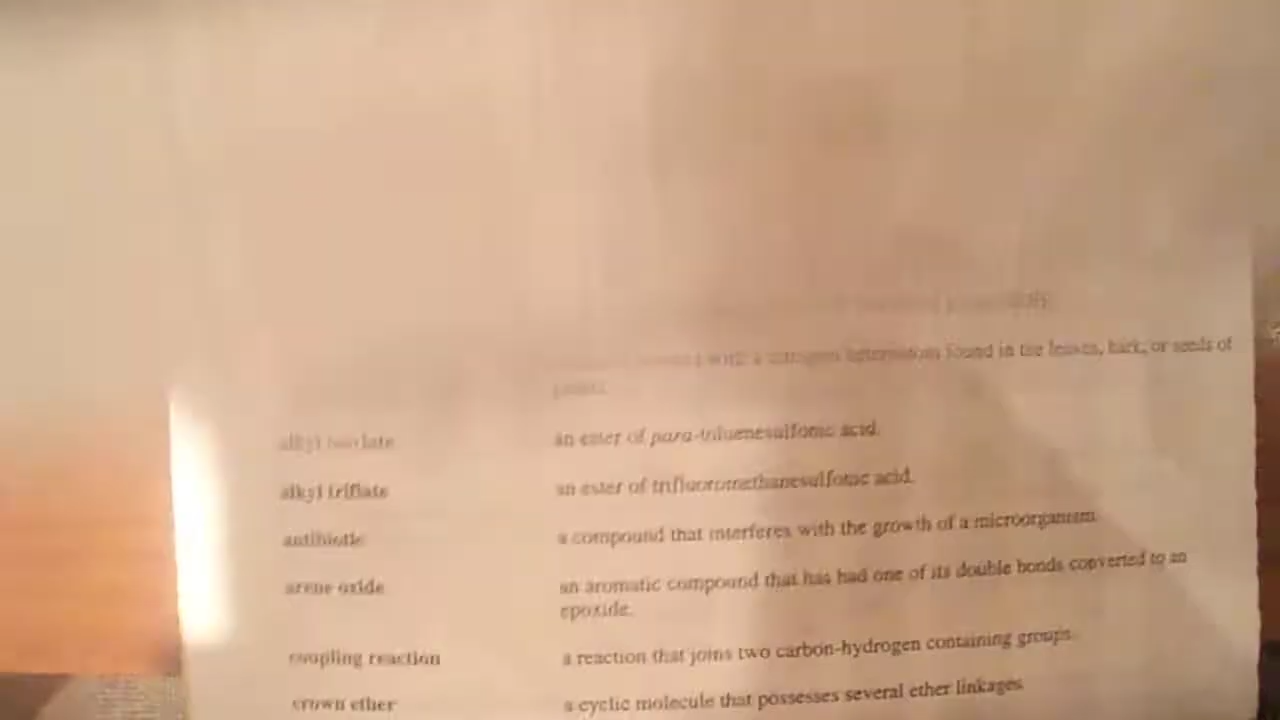 with a nitrogen heteroatom found in the leaves, bark, or seeds of
plants.
alkyl tosylate an ester of para-toluenesulfonic acid.
alkyl triflate an ester of trifluoromethanesulfonic acid.
antibiotic a compound that interferes with the growth of a microorganism.
arene oxide an aromatic compound that has had one of its double bonds converted to an
epoxide.
coupling reaction a reaction that joins two carbon-hydrogen containing groups.
crown ether a cyclic molecule that possesses several ether linkages.